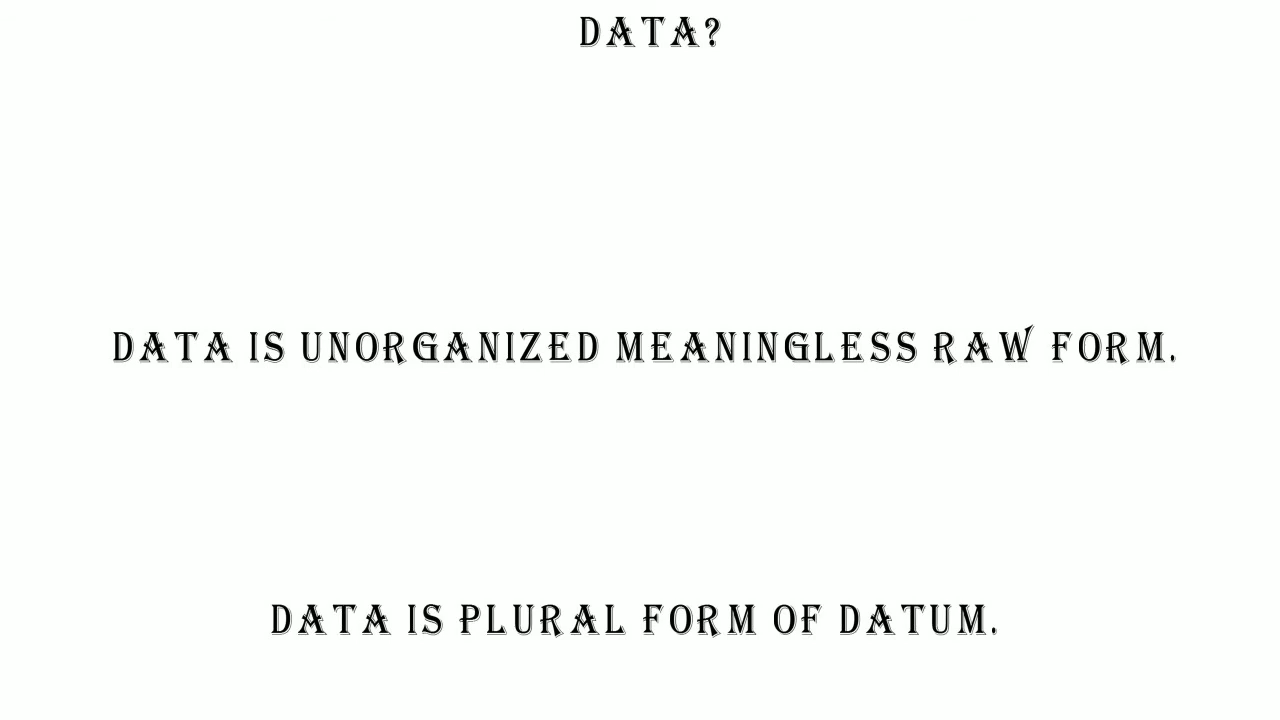 DATA?
DATA IS UNORGANIZED MEANINGLESS RAW FORM.
DATA IS PLURAL FORM OF DATUM.